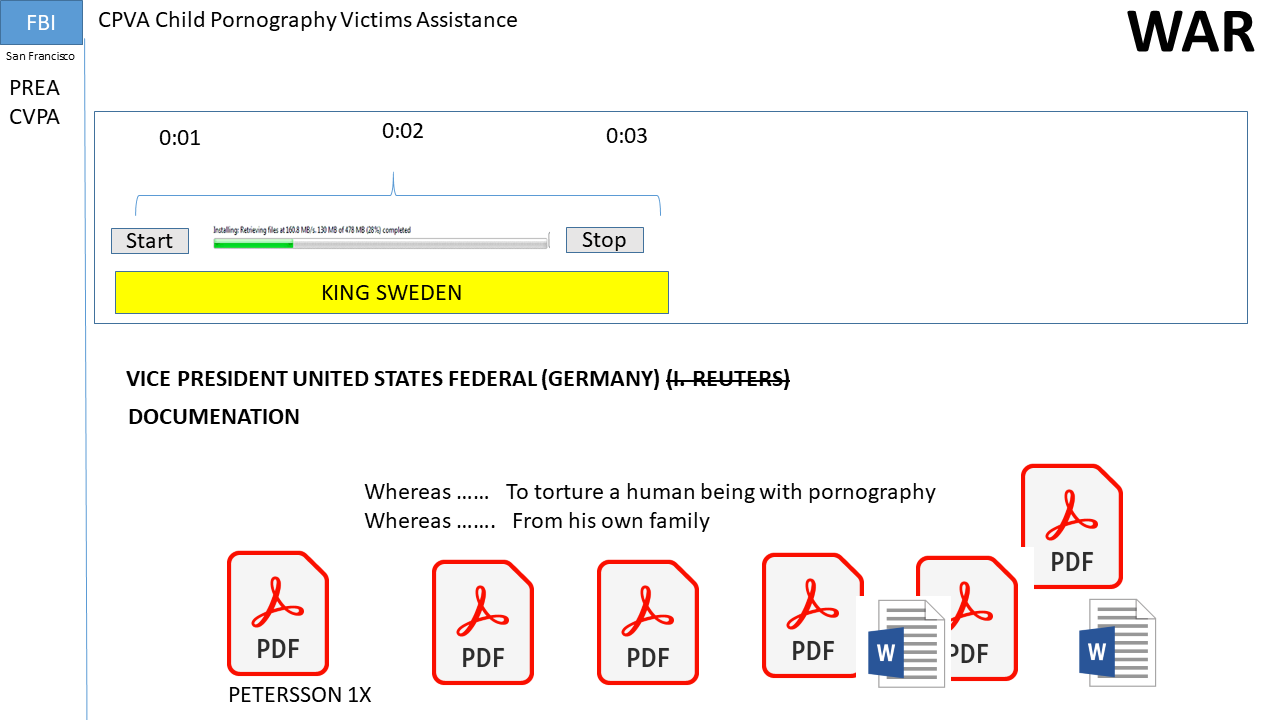 FBI
CPVA Child Pornography Victims Assistance
WAR
San Francisco
PREA
CVPA
0:01
0:02
0:03
Installing: Retrieving files at 160.8 MB/s. 130 MB of 478 MB (28%) completed
Start
Stop
KING SWEDEN
VICE PRESIDENT UNITED STATES FEDERAL (GERMANY) (I. REUTERS)
DOCUMENATION
Whereas ...... To torture a human being with pornography
Whereas ....... From his own family
PDF
PDF
PDF
PDF
PDF
PDF
W
W
PETERSSON 1X